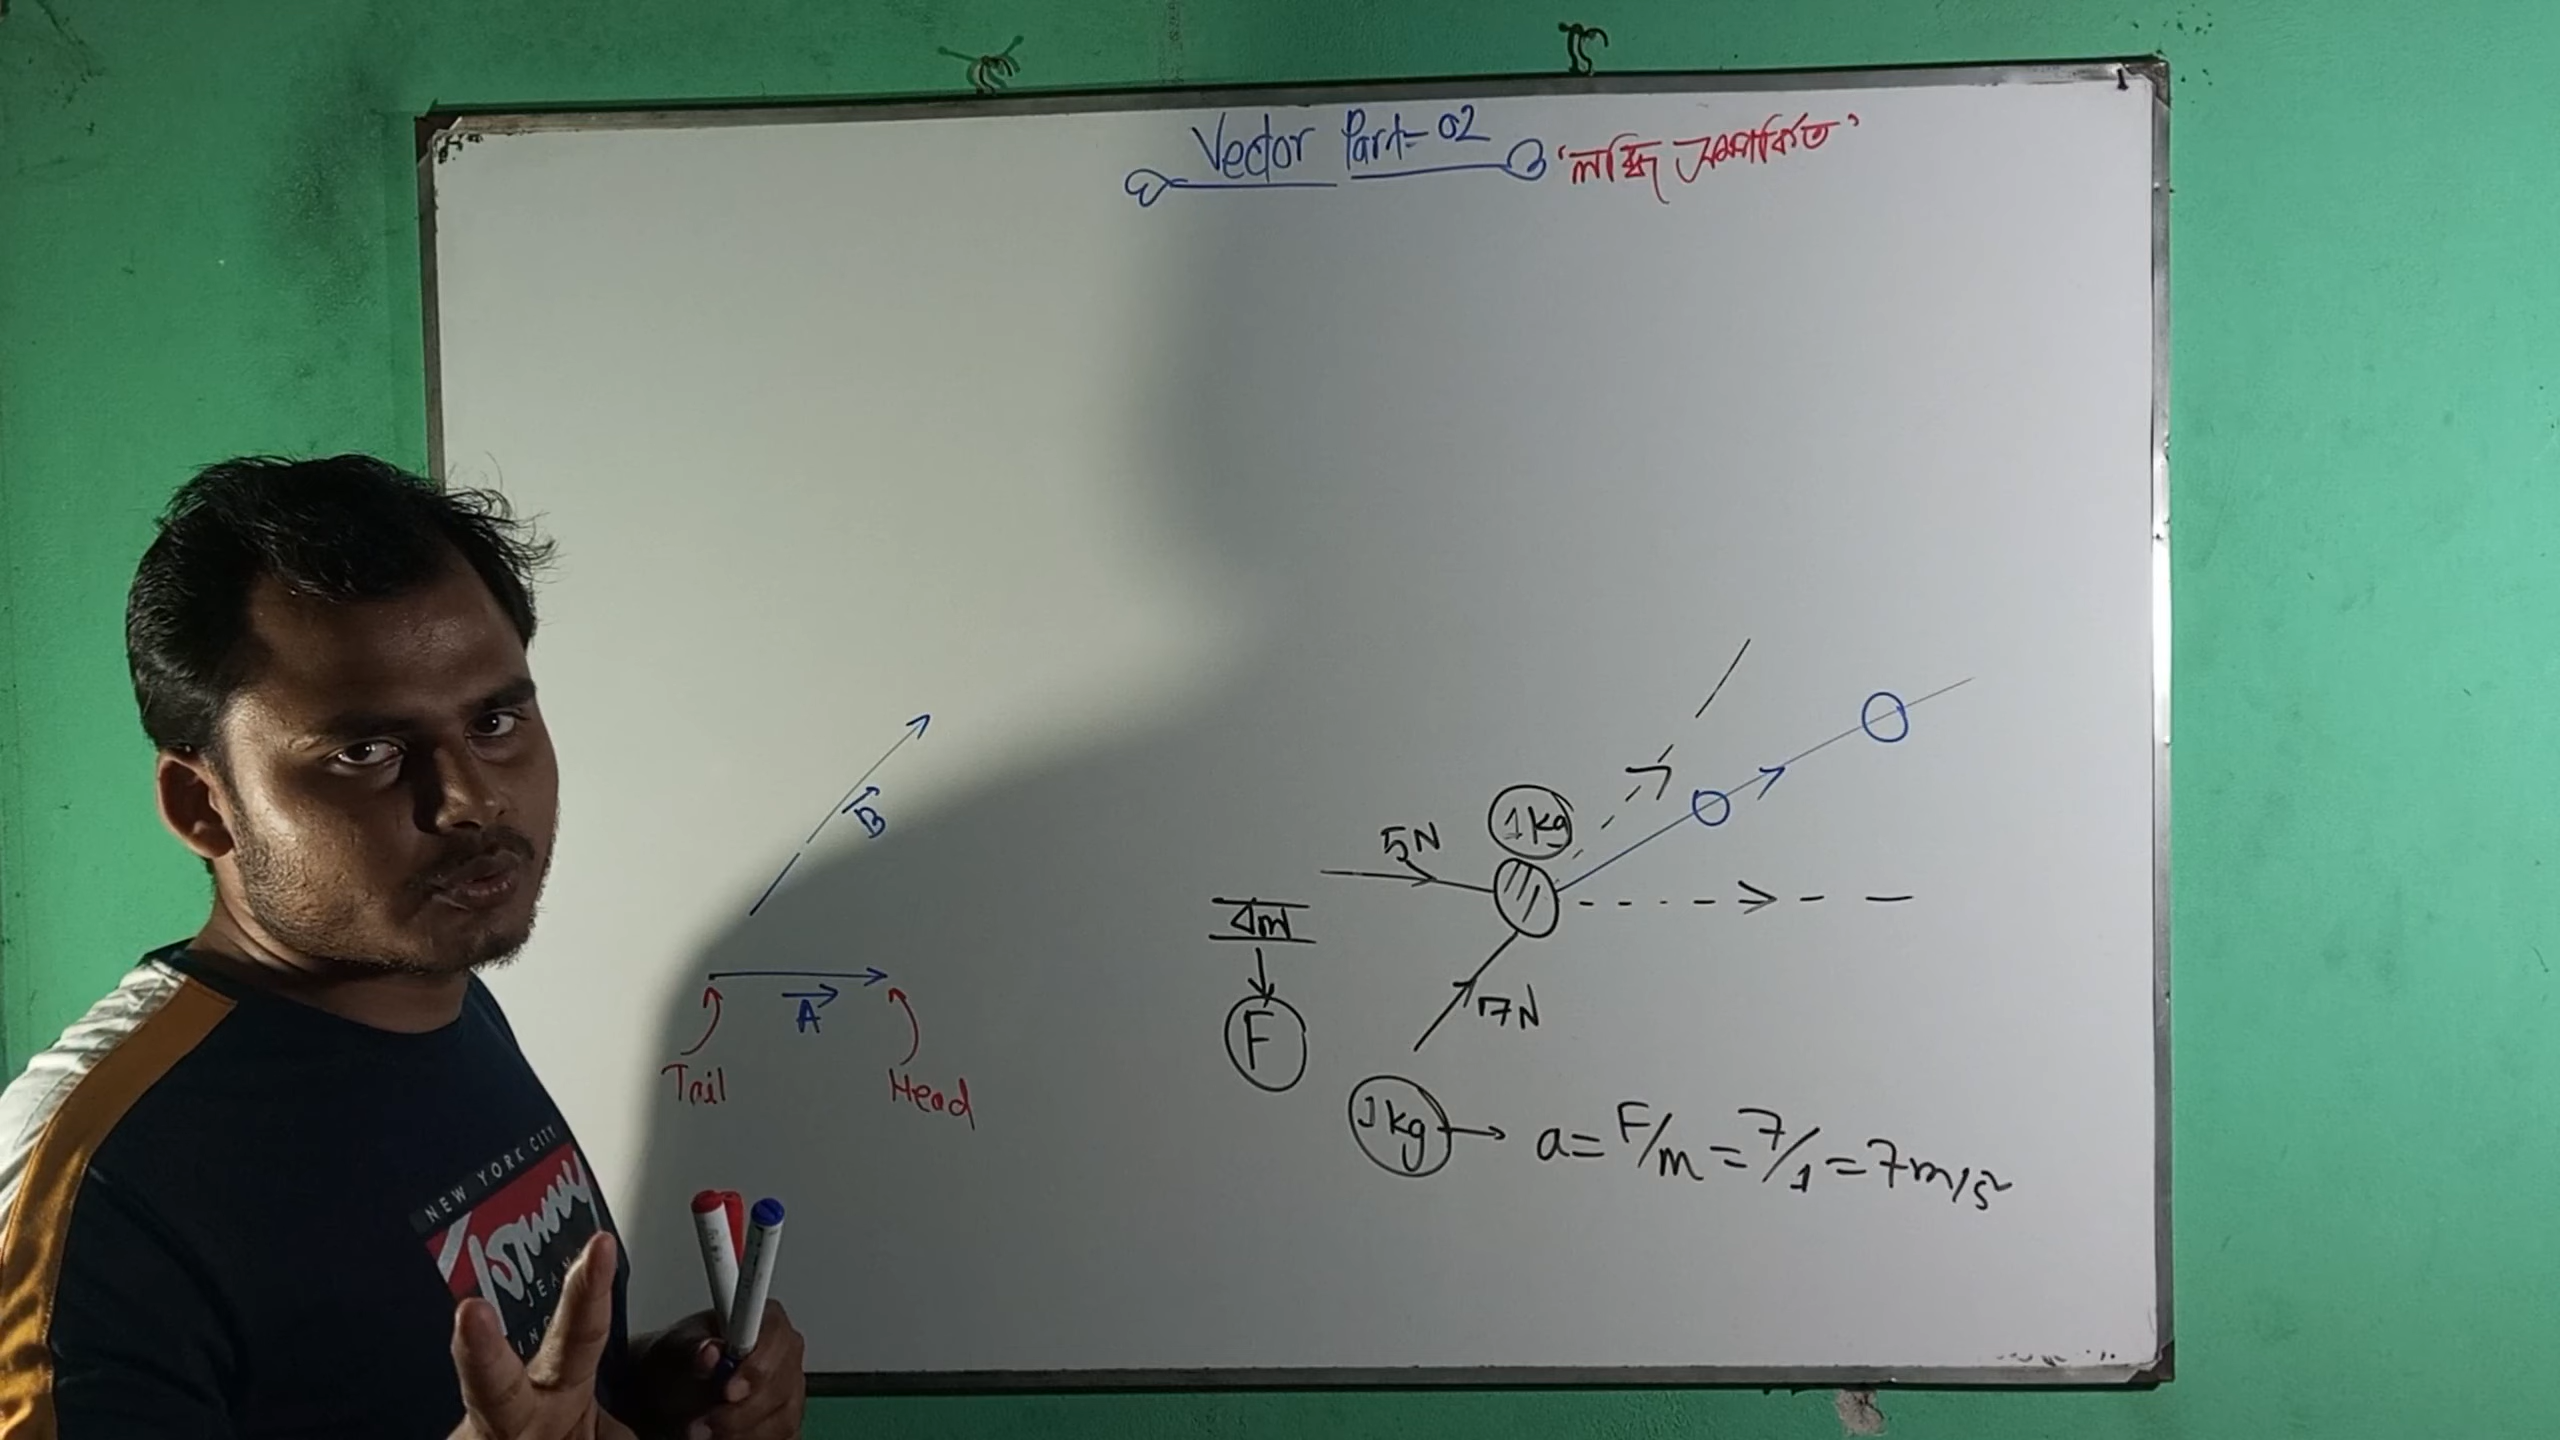 Vector Part-02 'লব্ধি সম্পর্কিত'
B
A
Tail
Head
1kg
5N
বল
F
7N
1kg → a=F/m=7/1=7m/s²
NEW YORK CITY
JEAN